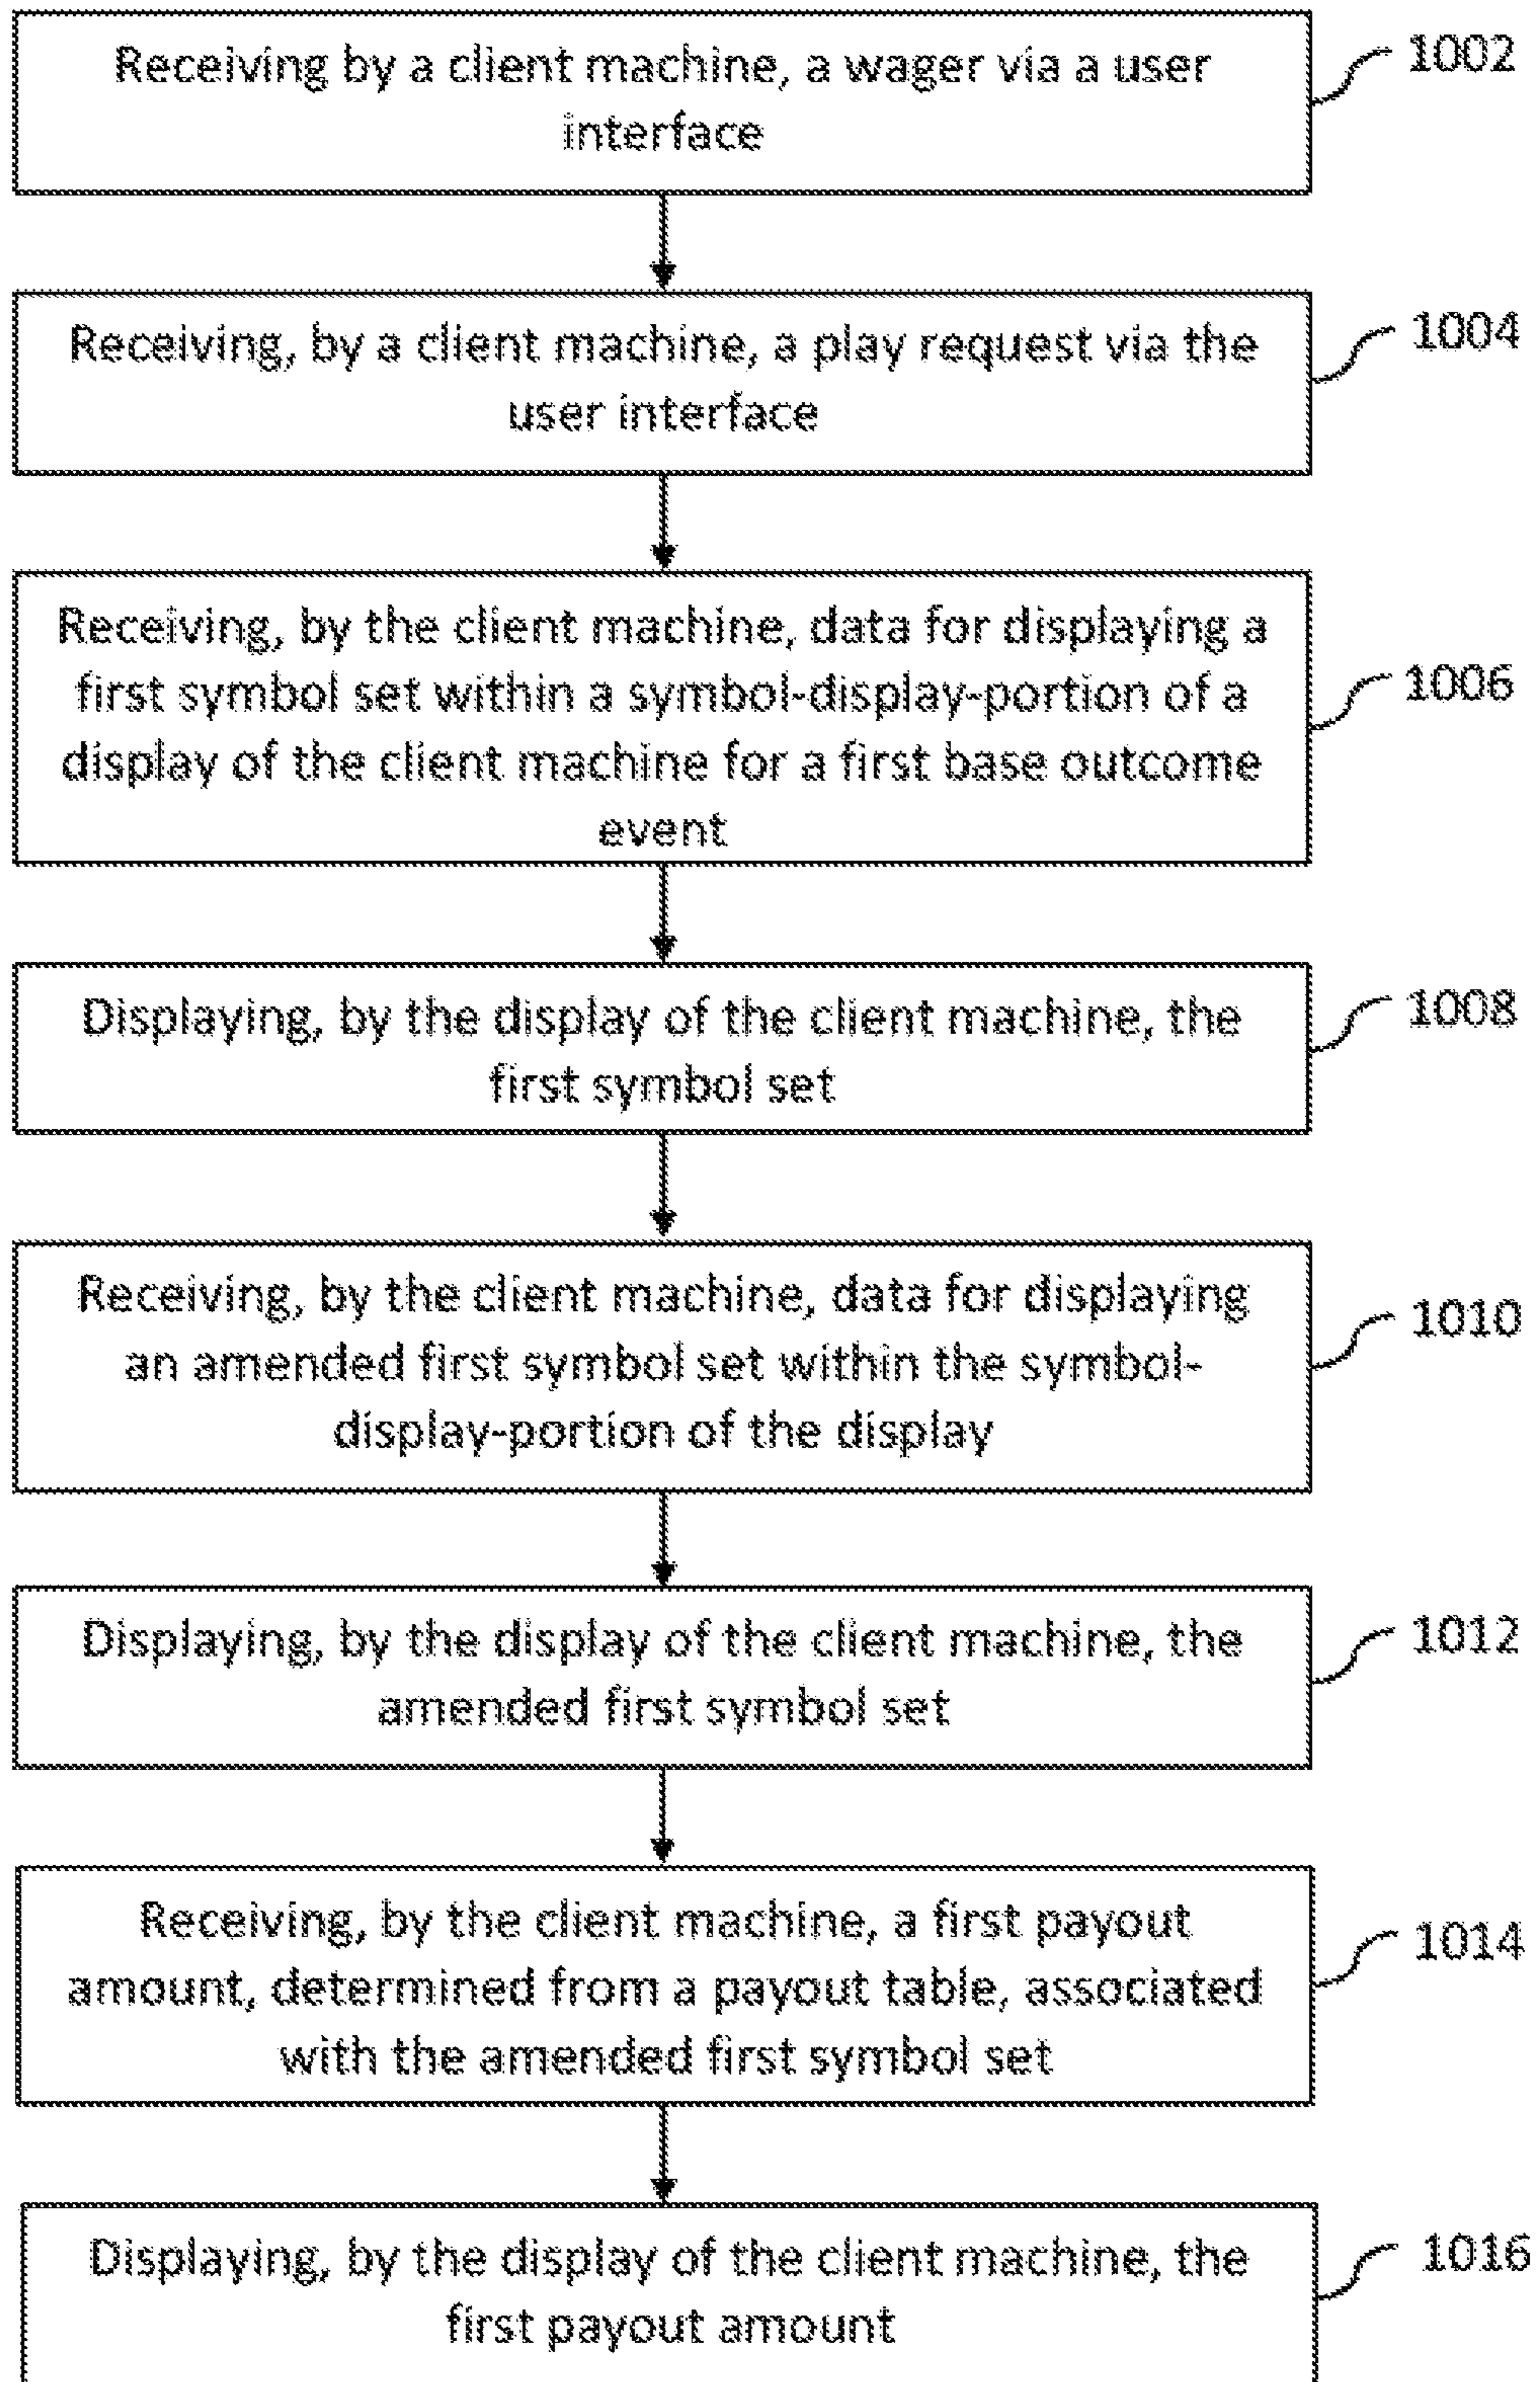 Receiving by a client machine, a wager via a user
interface
1002
Receiving, by a client machine, a play request via the
user interface
1004
Receiving, by the client machine, data for displaying a
first symbol set within a symbol-display-portion of a
display of the client machine for a first base outcome
event
1006
Displaying, by the display of the client machine, the
first symbol set
1008
Receiving, by the client machine, data for displaying
an amended first symbol set within the symbol-
display-portion of the display
1010
Displaying, by the display of the client machine, the
amended first symbol set
1012
Receiving, by the client machine, a first payout
amount, determined from a payout table, associated
with the amended first symbol set
1014
Displaying, by the display of the client machine, the
first payout amount
1016